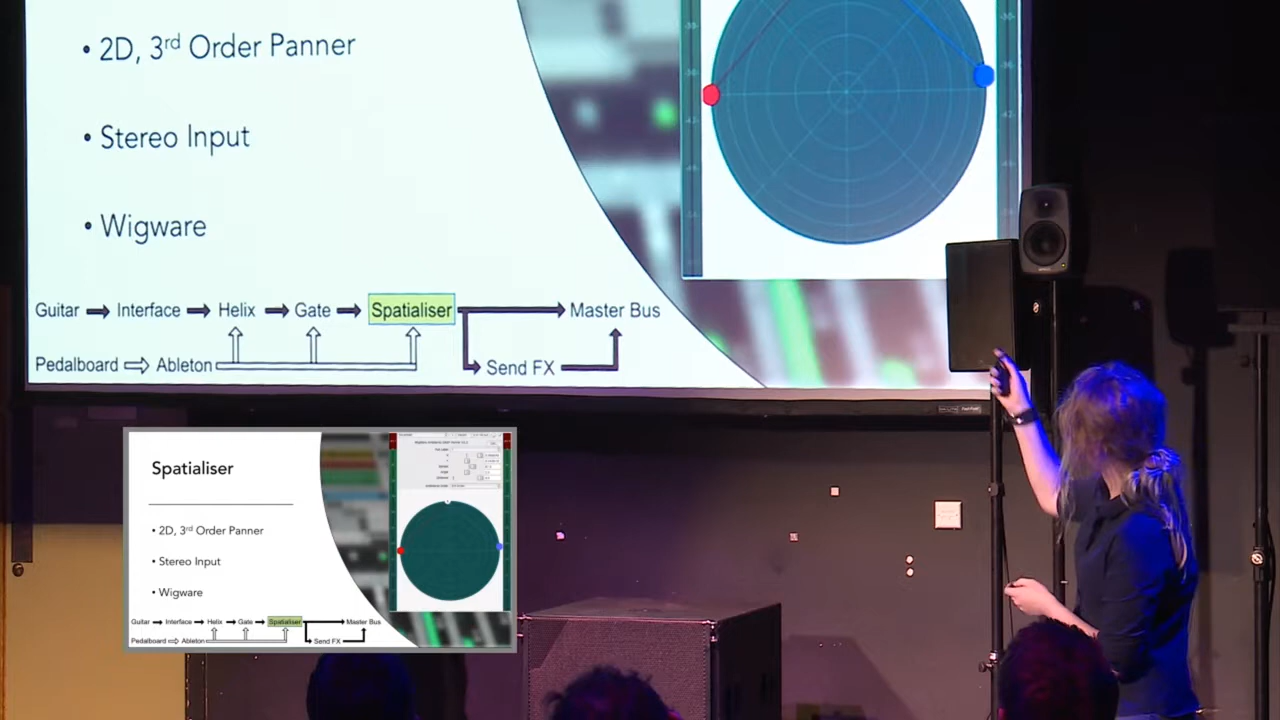 • 2D, 3rd Order Panner
• Stereo Input
• Wigware
Guitar Interface Helix Gate Spatialiser Master Bus
Pedalboard Ableton Send FX
Spatialiser
• 2D, 3rd Order Panner
• Stereo Input
• Wigware
Guitar Interface Helix Gate Spatialiser Master Bus
Pedalboard Ableton Send FX